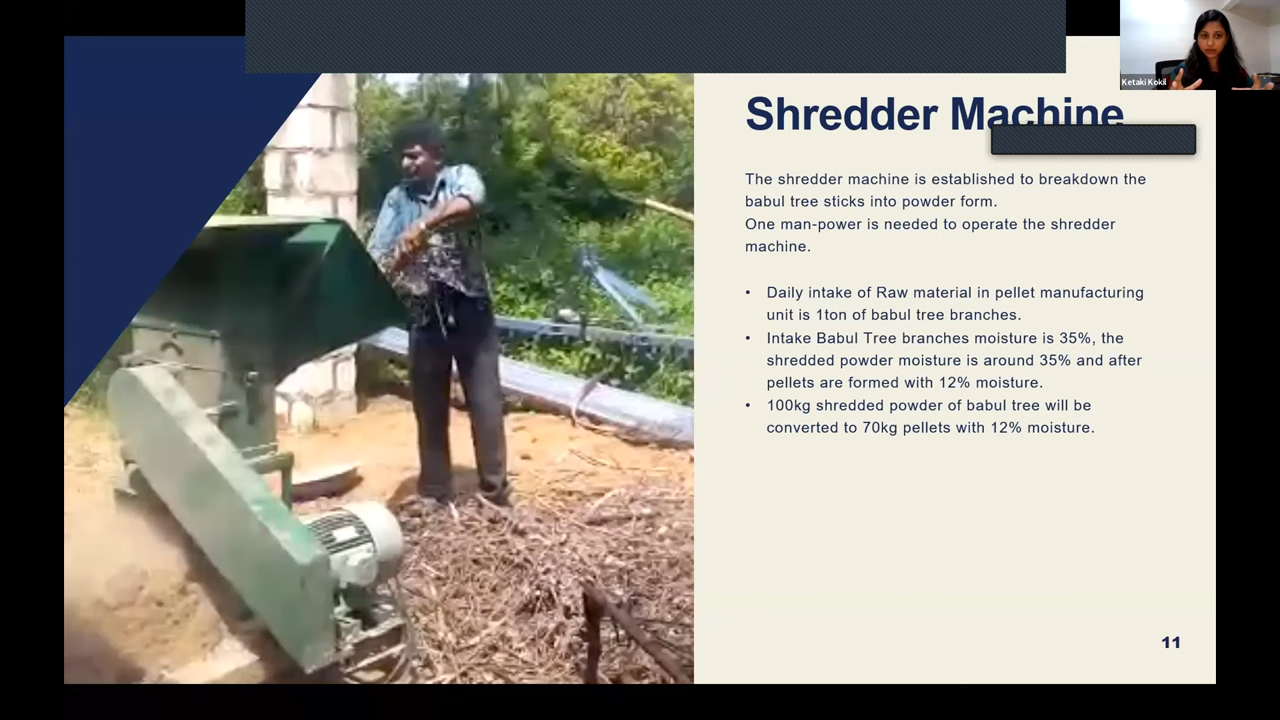 Ketaki Kokil
Shredder Machine
The shredder machine is established to breakdown the
babul tree sticks into powder form.
One man-power is needed to operate the shredder
machine.
• Daily intake of Raw material in pellet manufacturing
unit is 1ton of babul tree branches.
• Intake Babul Tree branches moisture is 35%, the
shredded powder moisture is around 35% and after
pellets are formed with 12% moisture.
• 100kg shredded powder of babul tree will be
converted to 70kg pellets with 12% moisture.
11